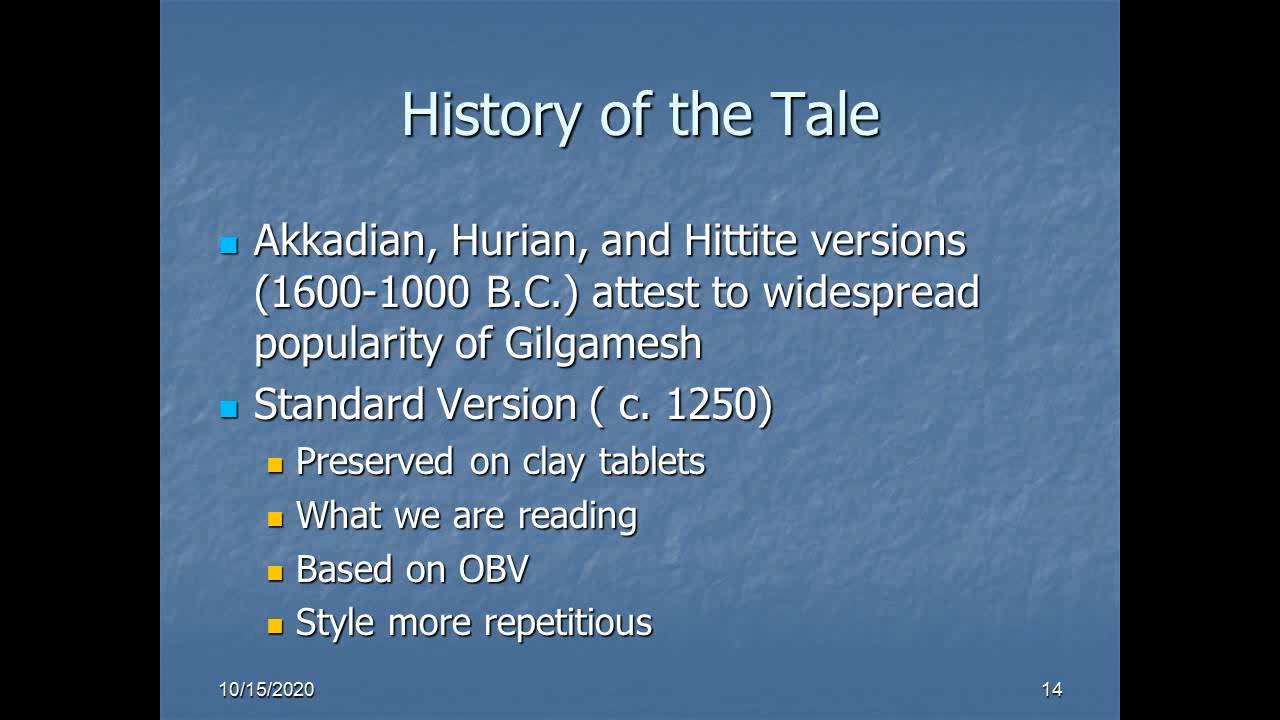 History of the Tale
Akkadian, Hurian, and Hittite versions
(1600-1000 B.C.) attest to widespread
popularity of Gilgamesh
Standard Version ( c. 1250)
Preserved on clay tablets
What we are reading
Based on OBV
Style more repetitious
10/15/2020
14